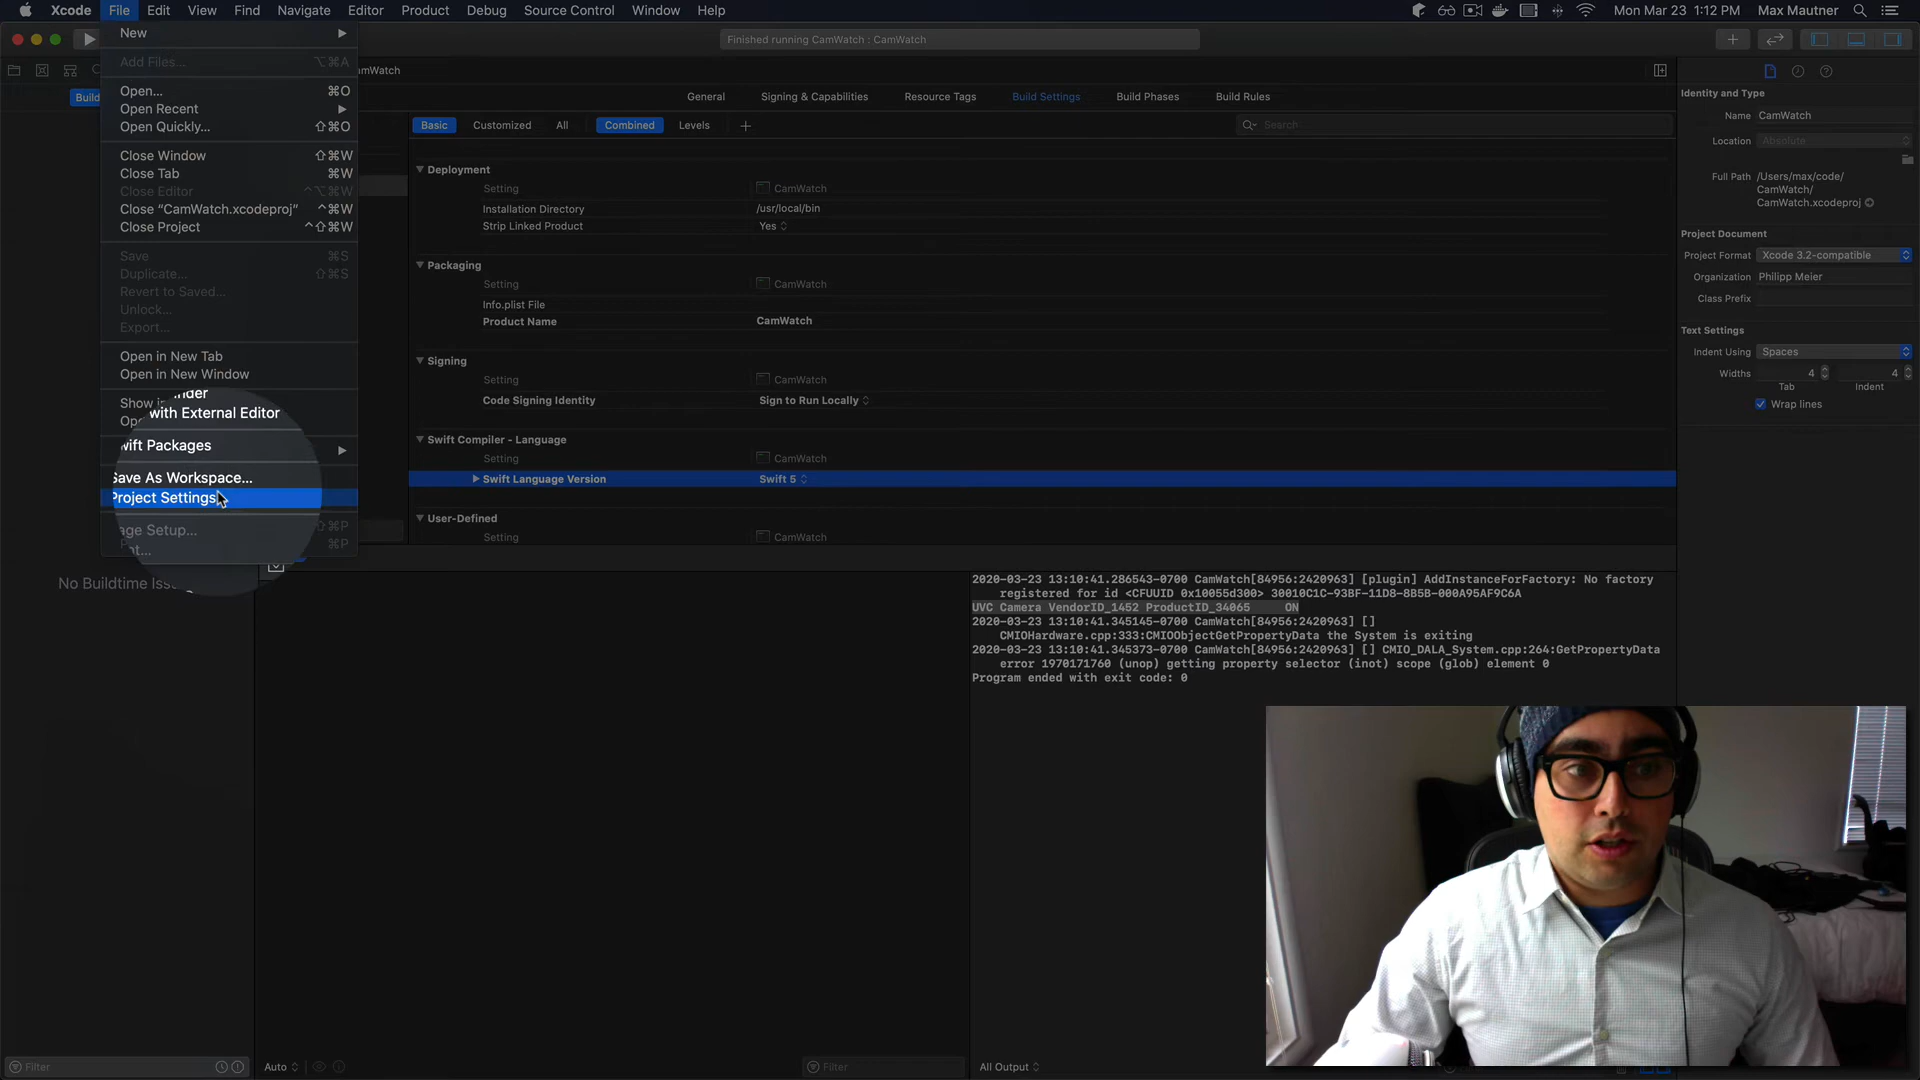 Xcode File Edit View Find Navigate Editor Product Debug Source Control Window Help Mon Mar 23 1:12 PM Max Mautner
Finished running CamWatch : CamWatch
New
Add Files... ⌥⌘A
Open... ⌘O
Open Recent
Open Quickly... ⇧⌘O
Close Window ⇧⌘W
Close Tab ⌘W
Close Editor ^⌥⌘W
Close “CamWatch.xcodeproj” ^⌘W
Close Project ^⇧⌘W
Save ⌘S
Duplicate... ⇧⌘S
Revert to Saved...
Unlock...
Export...
Open in New Tab
Open in New Window
Show in
with External Editor
wift Packages
Save As Workspace...
Project Settings
age Setup... ⇧⌘P
⌘P
Build
mWatch
General Signing & Capabilities Resource Tags Build Settings Build Phases Build Rules
Basic Customized All Combined Levels Search
Deployment
Setting CamWatch
Installation Directory /usr/local/bin
Strip Linked Product Yes
Packaging
Setting CamWatch
Info.plist File
Product Name CamWatch
Signing
Setting CamWatch
Code Signing Identity Sign to Run Locally
Swift Compiler - Language
Setting CamWatch
Swift Language Version Swift 5
User-Defined
Setting CamWatch
Identity and Type
Name CamWatch
Location Absolute
Full Path /Users/max/code/
CamWatch/
CamWatch.xcodeproj
Project Document
Project Format Xcode 3.2-compatible
Organization Philipp Meier
Class Prefix
Text Settings
Indent Using Spaces
Widths 4 4
Tab Indent
Wrap lines
No Buildtime Iss
2020-03-23 13:10:41.286543-0700 CamWatch[84956:2420963] [plugin] AddInstanceForFactory: No factory
registered for id <CFUUID 0x10055d300> 30010C1C-93BF-11D8-8B5B-000A95AF9C6A
UVC Camera VendorID_1452 ProductID_34065 ON
2020-03-23 13:10:41.345145-0700 CamWatch[84956:2420963] []
CMIOHardware.cpp:333:CMIOObjectGetPropertyData the System is exiting
2020-03-23 13:10:41.345373-0700 CamWatch[84956:2420963] [] CMIO_DALA_System.cpp:264:GetPropertyData
error 1970171760 (unop) getting property selector (inot) scope (glob) element 0
Program ended with exit code: 0
Filter Auto Filter All Output